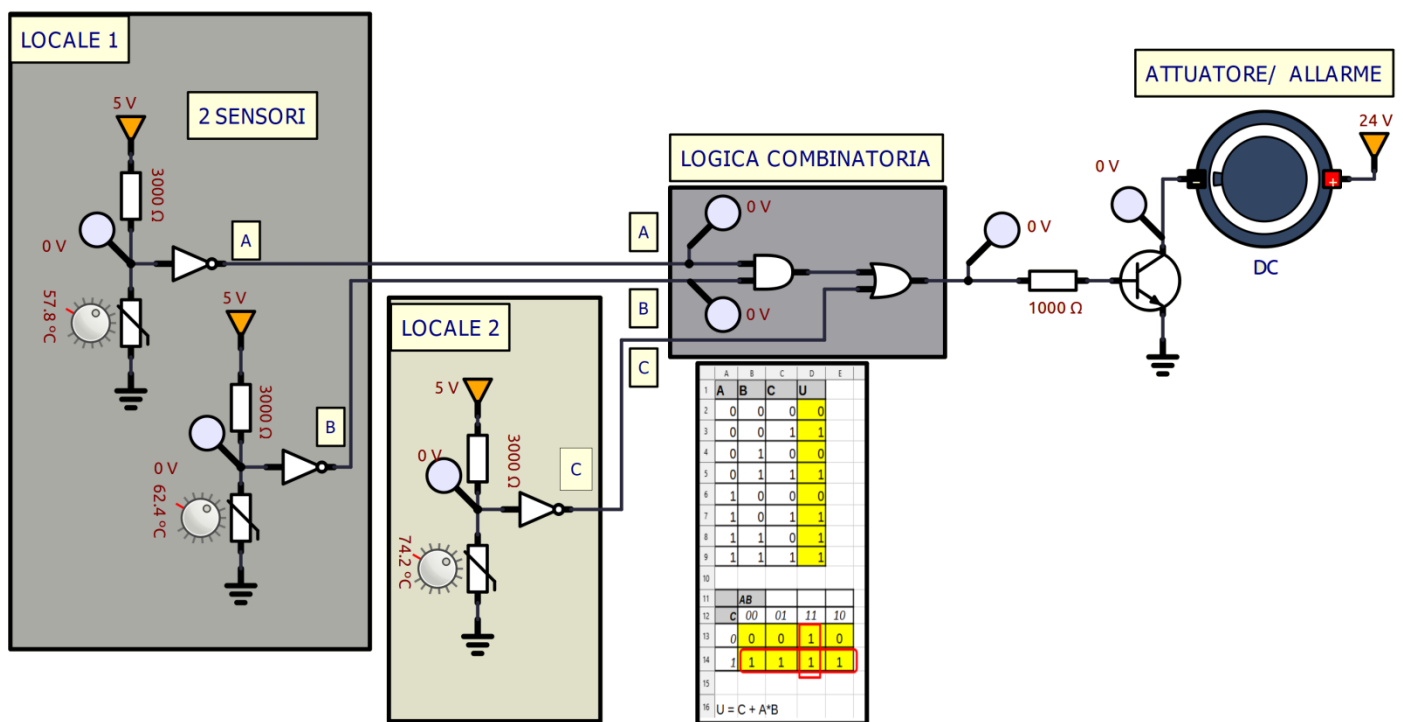 LOCALE 1
2 SENSORI
5 V
3000 Ω
0 V
A
57.8 ºC
5 V
3000 Ω
B
0 V
62.4 ºC
LOCALE 2
5 V
3000 Ω
0 V
C
74.2 ºC
LOGICA COMBINATORIA
A
0 V
B
0 V
C
0 V
1000 Ω
0 V
ATTUATORE/ ALLARME
24 V
-
+
DC
A B C D E
1 A B C U
2 0 0 0 0
3 0 0 1 1
4 0 1 0 0
5 0 1 1 1
6 1 0 0 0
7 1 0 1 1
8 1 1 0 1
9 1 1 1 1
10
11 AB
12 C 00 01 11 10
13 0 0 0 1 0
14 1 1 1 1 1
15
16 U = C + A*B